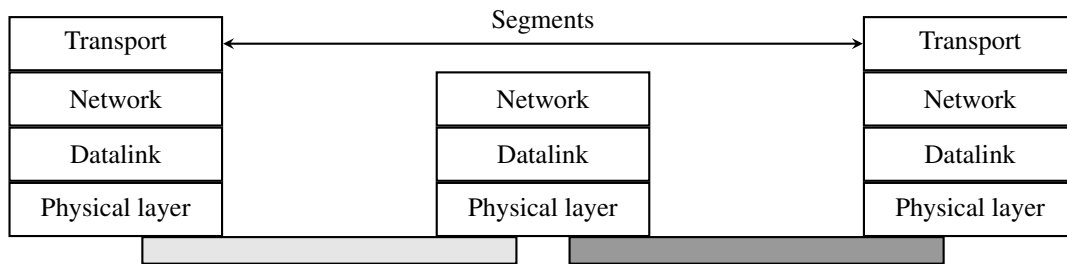 Segments
Transport
Transport
Network
Network
Network
Datalink
Datalink
Datalink
Physical layer
Physical layer
Physical layer